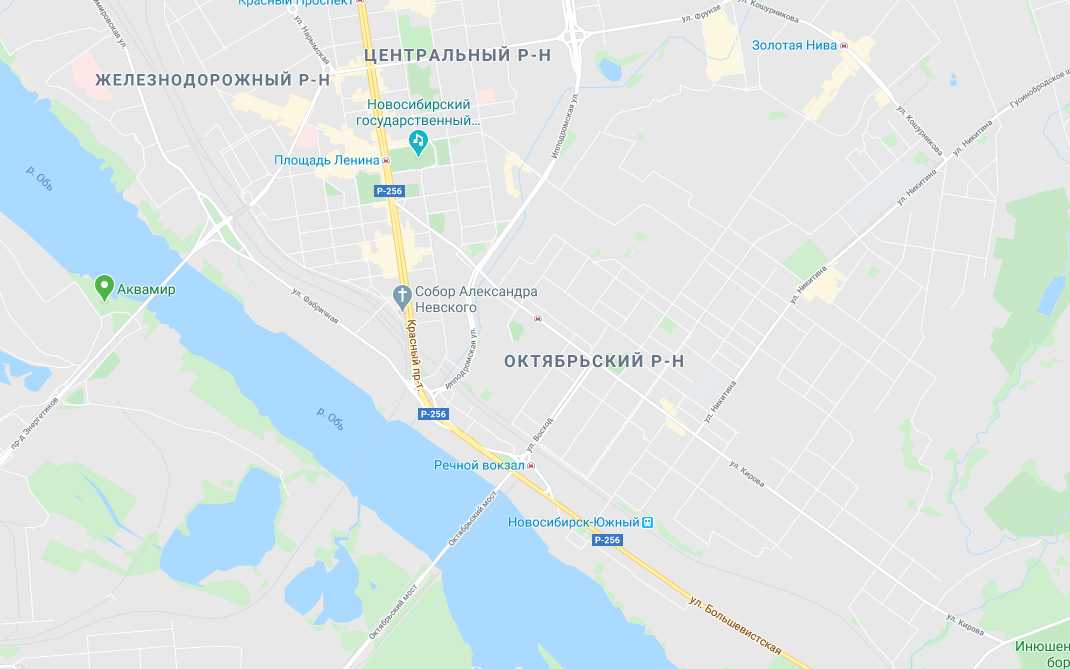 Красный Проспект
ул. Нарымская
ул. Фрунзе
ул. Кошурникова
Золотая Нива
ЦЕНТРАЛЬНЫЙ Р-Н
ЖЕЛЕЗНОДОРОЖНЫЙ Р-Н
Новосибирский
государственный...
Ипподромская ул.
ул. Кошурникова
Гусинобродское ш
ул. Никитина
Площадь Ленина
р. Обь
Р-256
ул. Никитина
Аквамир
ул. Фабричная
Собор Александра
Невского
ул. Никитина
Красный пр-т.
Ипподромская ул.
ОКТЯБРЬСКИЙ Р-Н
ул. Никитина
пр-д Энергетиков
р. Обь
Р-256
ул. Восход
Речной вокзал
ул. Кирова
Октябрьский мост
Новосибирск-Южный
Р-256
Октябрьский мост
ул. Большевистская
ул. Кирова
Инюшен
бор